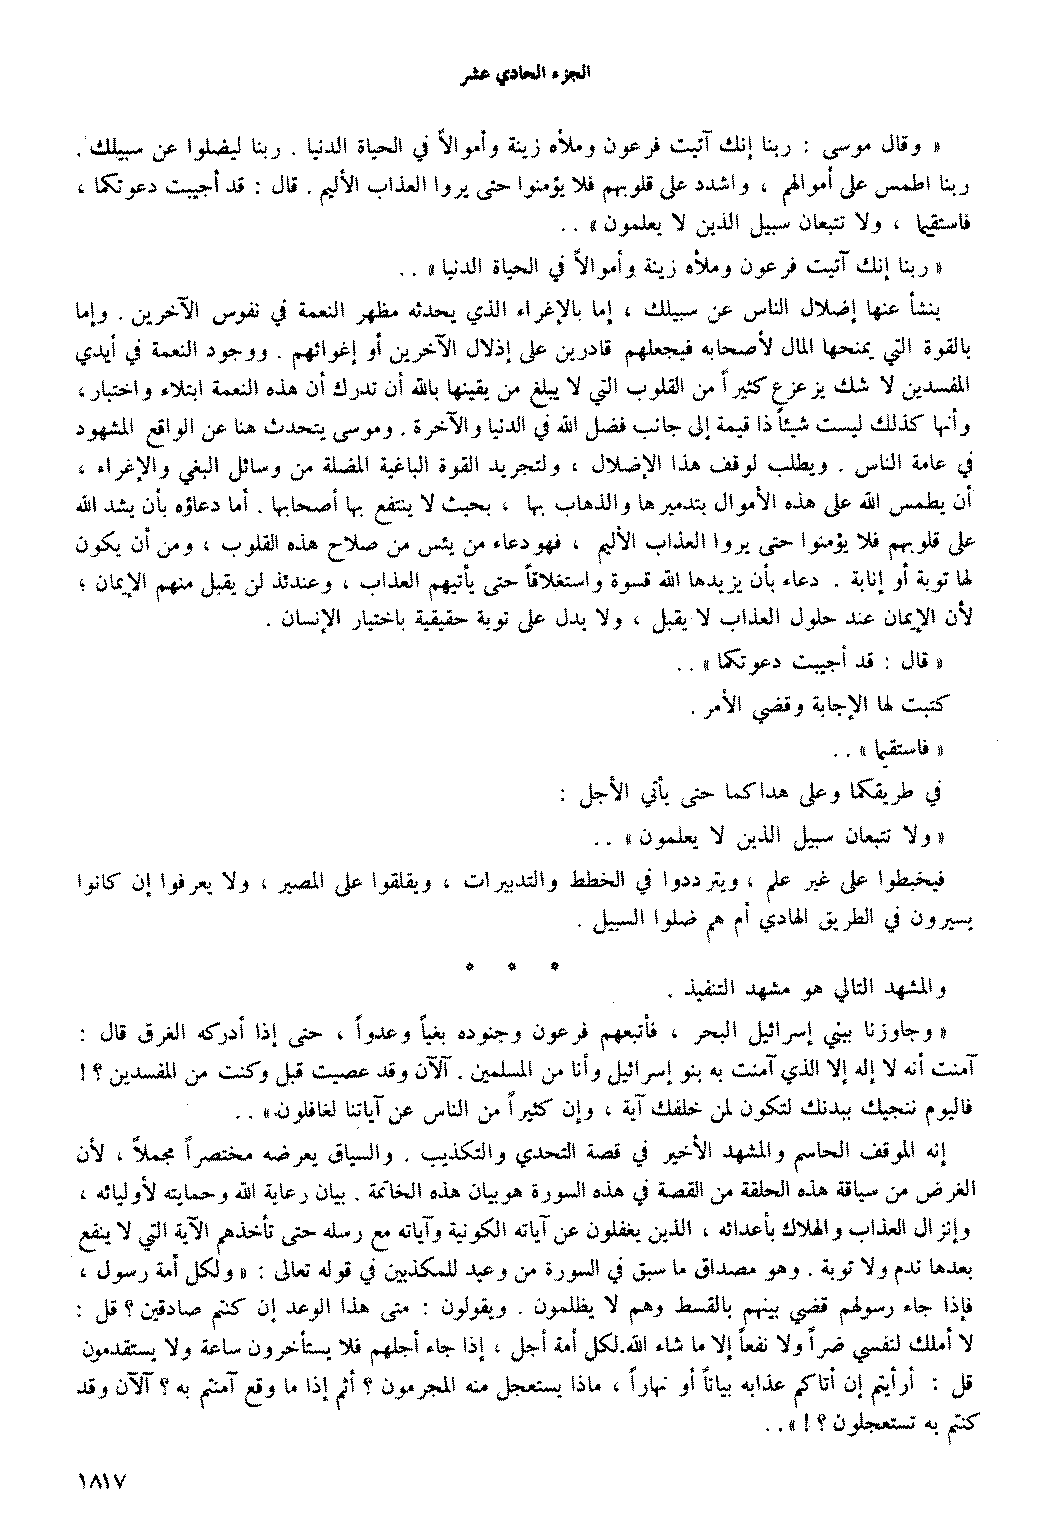 الجزء الحادي عشر
« وقال موسى : ربنا إنك آتيت فرعون وملأه زينة وأموالاً في الحياة الدنيا . ربنا ليضلوا عن سبيلك .
ربنا اطمس على أموالهم ، واشدد على قلوبهم فلا يؤمنوا حتى يروا العذاب الأليم . قال : قد أجيبت دعوتكما ،
فاستقيما ، ولا تتبعان سبيل الذين لا يعلمون » . .
« ربنا إنك آتيت فرعون وملأه زينة وأموالاً في الحياة الدنيا » . .
ينشأ عنها إضلال الناس عن سبيلك ، إما بالإغراء الذي يحدثه مظهر النعمة في نفوس الآخرين . وإما
بالقوة التي يمنحها المال لأصحابه فيجعلهم قادرين على إذلال الآخرين أو إغوائهم . ووجود النعمة في أيدي
المفسدين لا شك يزعزع كثيراً من القلوب التي لا يبلغ من يقينها بالله أن تدرك أن هذه النعمة ابتلاء واختبار ،
وأنها كذلك ليست شيئاً ذا قيمة إلى جانب فضل الله في الدنيا والآخرة . وموسى يتحدث هنا عن الواقع المشهود
في عامة الناس . ويطلب لوقف هذا الإضلال ، ولتجريد القوة الباغية المضلة من وسائل البغي والإغراء ،
أن يطمس الله على هذه الأموال بتدميرها والذهاب بها ، بحيث لا ينتفع بها أصحابها . أما دعاؤه بأن يشد الله
على قلوبهم فلا يؤمنوا حتى يروا العذاب الأليم ، فهو دعاء من يئس من صلاح هذه القلوب ، ومن أن يكون
لها توبة أو إنابة . دعاء بأن يزيدها الله قسوة واستغلاقاً حتى يأتيهم العذاب ، وعندئذ لن يقبل منهم الإيمان ؛
لأن الإيمان عند حلول العذاب لا يقبل ، ولا يدل على توبة حقيقية باختيار الإنسان .
« قال : قد أجيبت دعوتكما » . .
كتبت لها الإجابة وقضي الأمر .
« فاستقيما » . .
في طريقكما وعلى هداكما حتى يأتي الأجل :
« ولا تتبعان سبيل الذين لا يعلمون » . .
فيخبطوا على غير علم ، ويترددوا في الخطط والتدبيرات ، ويقلقوا على المصير ، ولا يعرفوا إن كانوا
يسيرون في الطريق الهادي أم هم ضلوا السبيل .
* * *
والمشهد التالي هو مشهد التنفيذ .
« وجاوزنا ببني إسرائيل البحر ، فأتبعهم فرعون وجنوده بغياً وعدواً ، حتى إذا أدركه الغرق قال :
آمنت أنه لا إله إلا الذي آمنت به بنو إسرائيل وأنا من المسلمين . آلآن وقد عصيت قبل وكنت من المفسدين ؟ !
فاليوم ننجيك ببدنك لتكون لمن خلفك آية ، وإن كثيراً من الناس عن آياتنا لغافلون » . .
إنه الموقف الحاسم والمشهد الأخير في قصة التحدي والتكذيب . والسياق يعرضه مختصراً مجملاً ، لأن
الغرض من سياقة هذه الحلقة من القصة في هذه السورة هو بيان هذه الخاتمة . بيان رعاية الله وحمايته لأوليائه ،
وإنزال العذاب والهلاك بأعدائه ، الذين يغفلون عن آياته الكونية وآياته مع رسله حتى تأخذهم الآية التي لا ينفع
بعدها ندم ولا توبة . وهو مصداق ما سبق في السورة من وعيد للمكذبين في قوله تعالى : « ولكل أمة رسول ،
فإذا جاء رسولهم قضي بينهم بالقسط وهم لا يظلمون . ويقولون : متى هذا الوعد إن كنتم صادقين ؟ قل :
لا أملك لنفسي ضراً ولا نفعاً إلا ما شاء الله . لكل أمة أجل ، إذا جاء أجلهم فلا يستأخرون ساعة ولا يستقدمون
قل : أرأيتم إن أتاكم عذابه بياتاً أو نهاراً ، ماذا يستعجل منه المجرمون ؟ أثم إذا ما وقع آمنتم به ؟ آلآن وقد
كنتم به تستعجلون ؟ ! » . .
١٨١٧